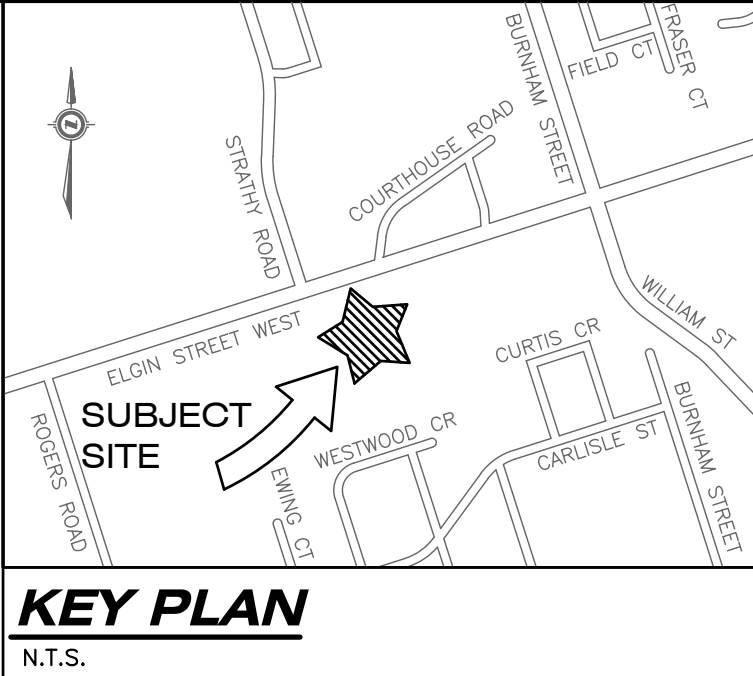 BURNHAM STREET
FIELD CT
FRASER CT
STRATHY ROAD
COURTHOUSE ROAD
WILLIAM ST
ELGIN STREET WEST
CURTIS CR
SUBJECT
SITE
ROGERS ROAD
WESTWOOD CR
EWING CT
CARLISLE ST
BURNHAM STREET
KEY PLAN
N.T.S.